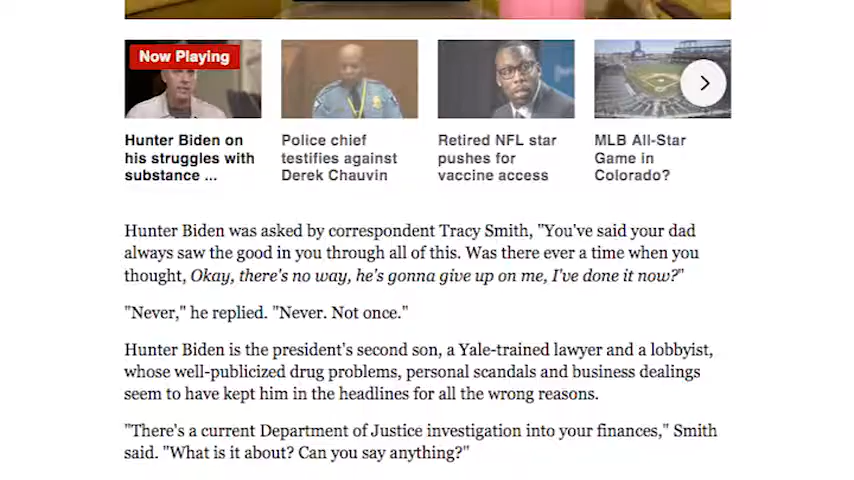 Now Playing
Hunter Biden on
his struggles with
substance ...
Police chief
testifies against
Derek Chauvin
Retired NFL star
pushes for
vaccine access
MLB All-Star
Game in
Colorado?
Hunter Biden was asked by correspondent Tracy Smith, "You've said your dad
always saw the good in you through all of this. Was there ever a time when you
thought, Okay, there's no way, he's gonna give up on me, I've done it now?"
"Never," he replied. "Never. Not once."
Hunter Biden is the president's second son, a Yale-trained lawyer and a lobbyist,
whose well-publicized drug problems, personal scandals and business dealings
seem to have kept him in the headlines for all the wrong reasons.
"There's a current Department of Justice investigation into your finances," Smith
said. "What is it about? Can you say anything?"